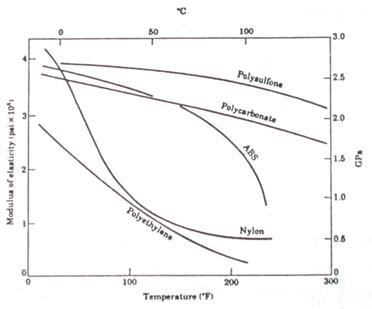 °C
0 50 100
3.0
2.5
2.0
1.5
1.0
0.5
0
GPa
4
3
2
1
0
Modulus of elasticity (psi × 10⁵)
Polysulfone
Polycarbonate
ABS
Nylon
Polyethylene
0 100 200 300
Temperature (°F)